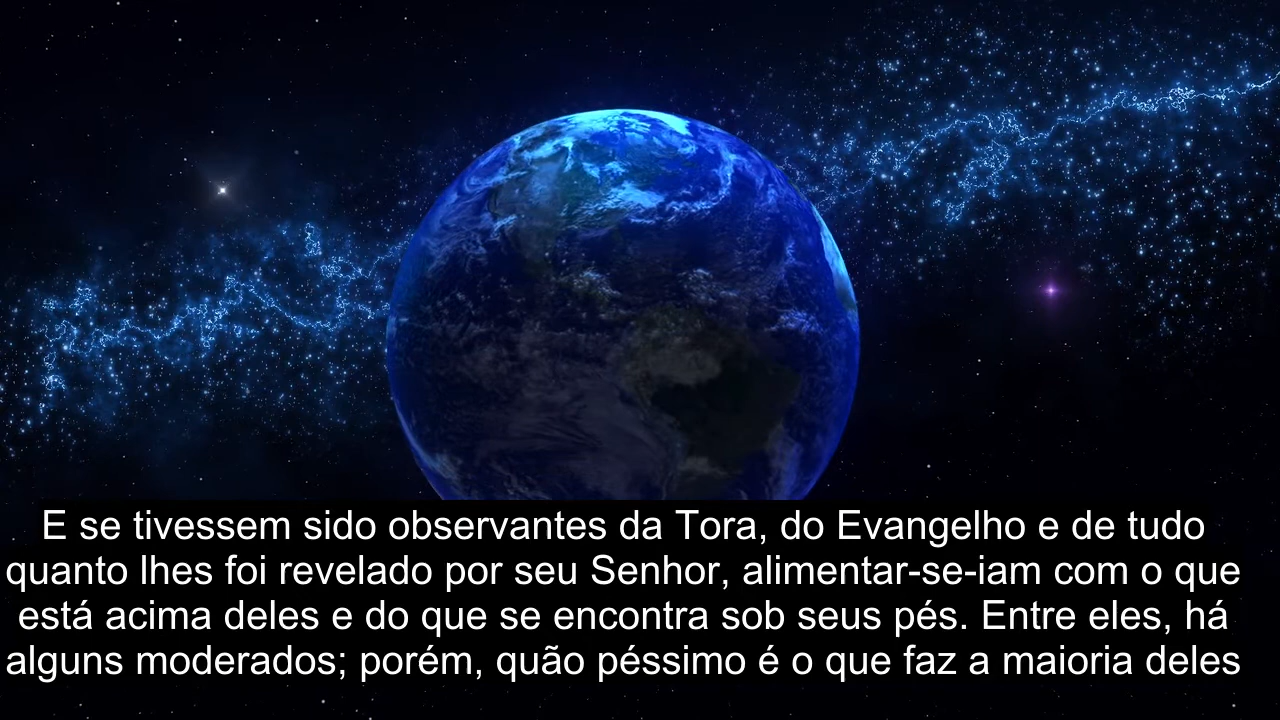 E se tivessem sido observantes da Tora, do Evangelho e de tudo
quanto lhes foi revelado por seu Senhor, alimentar-se-iam com o que
está acima deles e do que se encontra sob seus pés. Entre eles, há
alguns moderados; porém, quão péssimo é o que faz a maioria deles